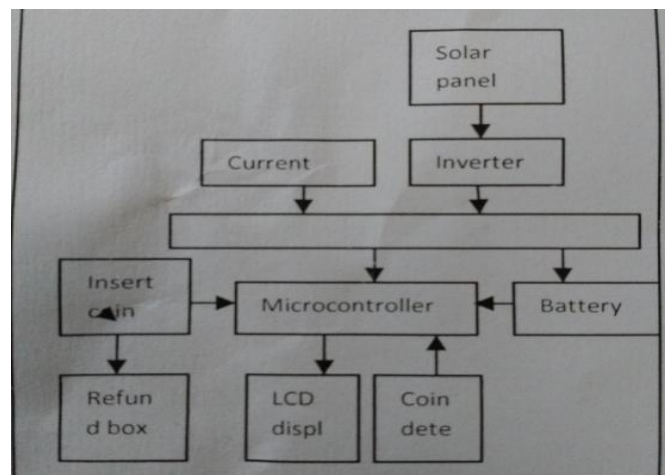 Solar
panel
Current
Inverter
Insert
coin
Microcontroller
Battery
Refun
d box
LCD
displ
Coin
dete